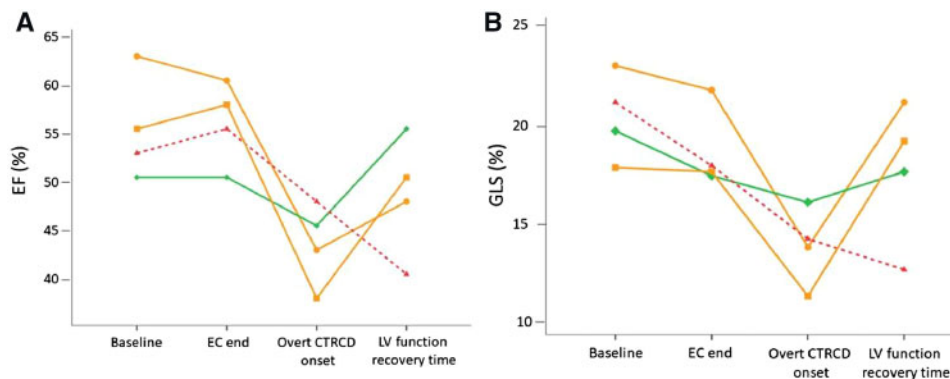 A
65
60
55
50
45
40
EF (%)
Baseline
EC end
Overt CTRCD
onset
LV function
recovery time
B
25
20
15
10
GLS (%)
Baseline
EC end
Overt CTRCD
onset
LV function
recovery time